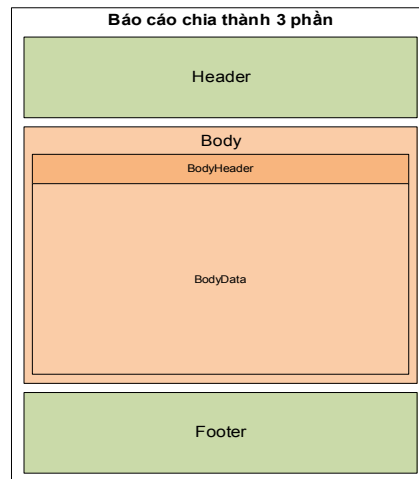 Báo cáo chia thành 3 phần
Header
Body
BodyHeader
BodyData
Footer